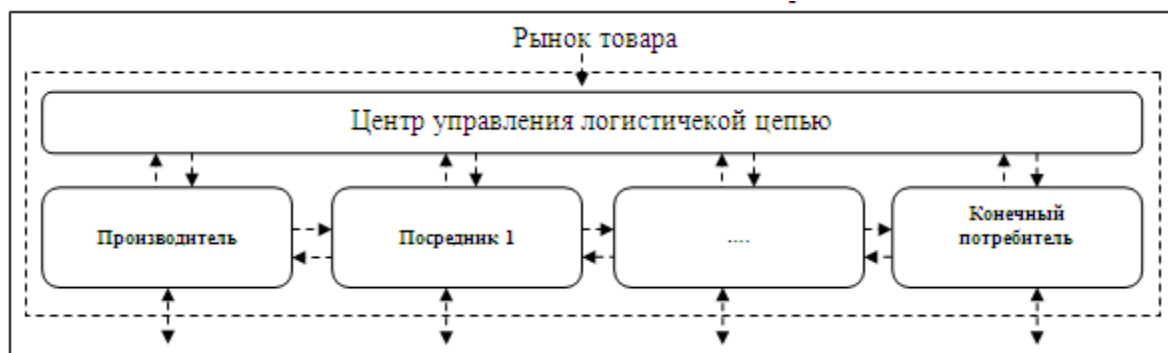 Рынок товара
Центр управления логистичекой цепью
Производитель
Посредник 1
....
Конечный
потребитель